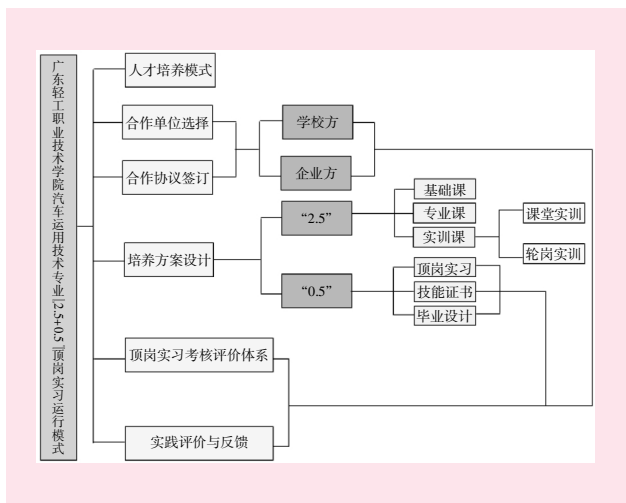 广东轻工职业技术学院汽车运用技术专业“2.5+0.5”顶岗实习运行模式
人才培养模式
合作单位选择
合作协议签订
培养方案设计
顶岗实习考核评价体系
实践评价与反馈
学校方
企业方
“2.5”
“0.5”
基础课
专业课
实训课
顶岗实习
技能证书
毕业设计
课堂实训
轮岗实训